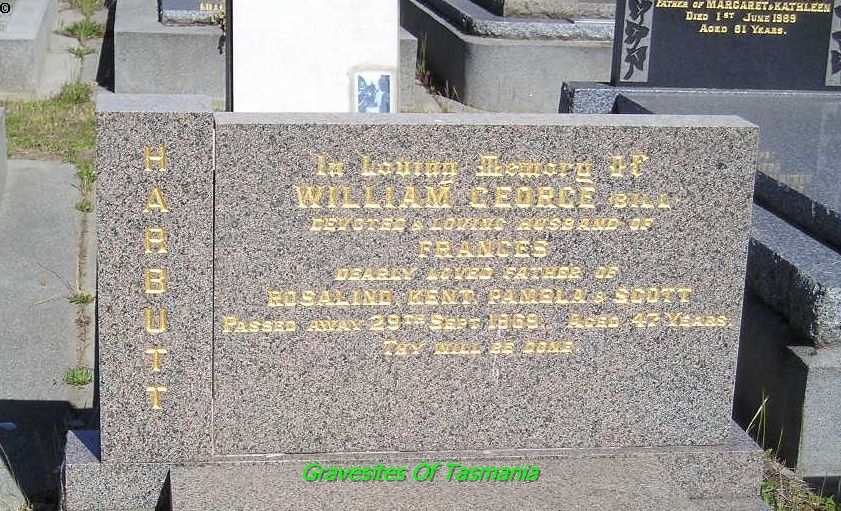 FATHER OF MARGARET & KATHLEEN
DIED 1ST JUNE 1989
AGED 81 YEARS.
HARBUTT
In Loving Memory Of
WILLIAM GEORGE (BILL)
DEVOTED & LOVING HUSBAND OF
FRANCES
DEARLY LOVED FATHER OF
ROSALIND, KENT, PAMELA & SCOTT
PASSED AWAY 29TH SEPT 1969. AGED 47 YEARS.
THY WILL BE DONE.
Gravesites Of Tasmania